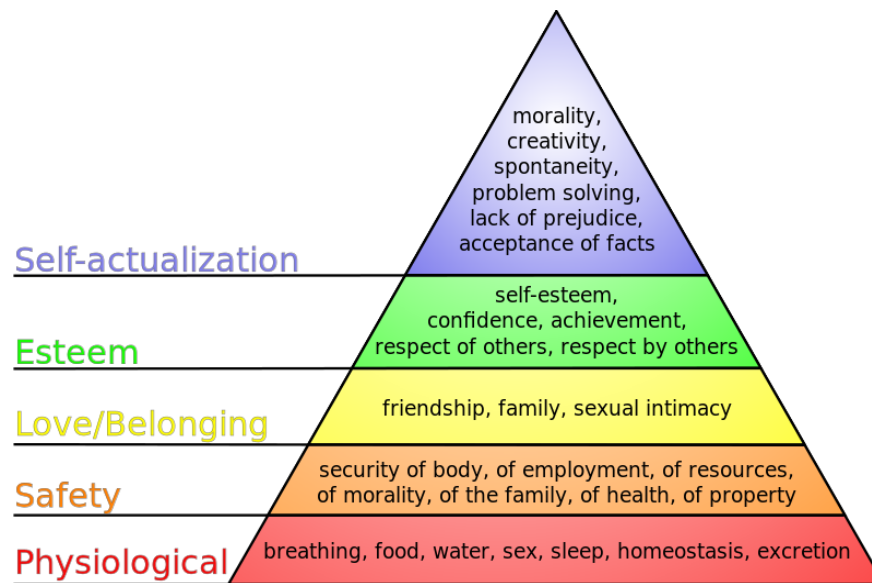 morality,
creativity,
spontaneity,
problem solving,
lack of prejudice,
acceptance of facts
Self-actualization
self-esteem,
confidence, achievement,
respect of others, respect by others
Esteem
friendship, family, sexual intimacy
Love/Belonging
security of body, of employment, of resources,
of morality, of the family, of health, of property
Safety
breathing, food, water, sex, sleep, homeostasis, excretion
Physiological